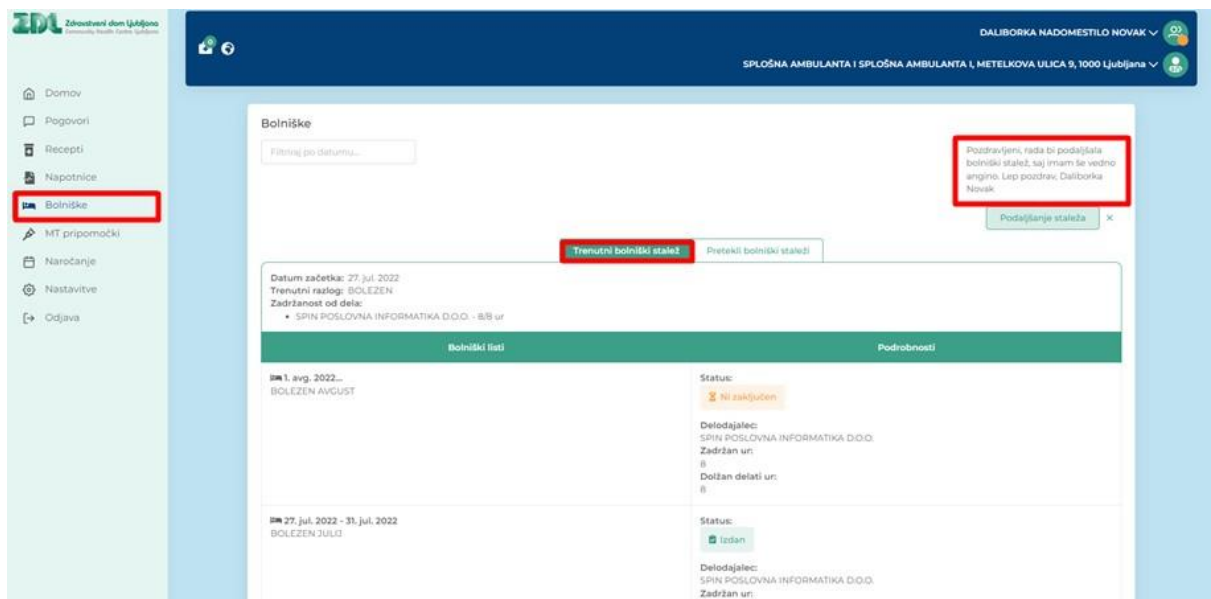 ZDL Zdravstveni dom Ljubljana
Community Health Centre Ljubljana
DALIBORKA NADOMESTILO NOVAK
SPLOŠNA AMBULANTA I SPLOŠNA AMBULANTA I, METELKOVA ULICA 9, 1000 Ljubljana
Domov
Pogovori
Recepti
Napotnice
Bolniške
MT pripomočki
Naročanje
Nastavitve
Odjava
Bolniške
Filtriraj po datumu...
Pozdravljeni, rada bi podaljšala
bolniški stalež, saj imam še vedno
angino. Lep pozdrav, Daliborka
Novak
Podaljšanje staleža ×
Trenutni bolniški stalež Pretekli bolniški staleži
Datum začetka: 27. jul. 2022
Trenutni razlog: BOLEZEN
Zadržanost od dela:
• SPIN POSLOVNA INFORMATIKA D.O.O. - 8/8 ur
Bolniški listi Podrobnosti
1. avg. 2022...
BOLEZEN AVGUST
Status:
Ni zaključen
Delodajalec:
SPIN POSLOVNA INFORMATIKA D.O.O.
Zadržan ur:
8
Dolžan delati ur:
8
27. jul. 2022 - 31. jul. 2022
BOLEZEN JULIJ
Status:
Izdan
Delodajalec:
SPIN POSLOVNA INFORMATIKA D.O.O.
Zadržan ur: